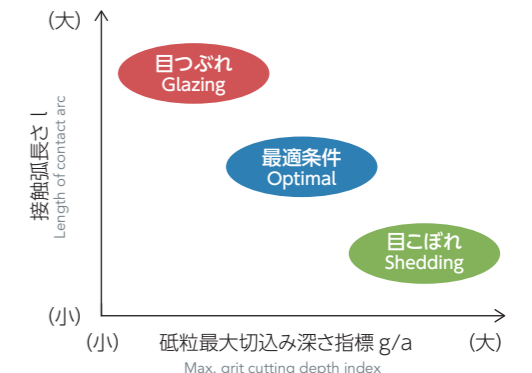 (大)
目つぶれ
Glazing
最適条件
Optimal
目こぼれ
Shedding
接触弧長さ l
Length of contact arc
(小)
(小)
砥粒最大切込み深さ指標 g/a
(大)
Max. grit cutting depth index